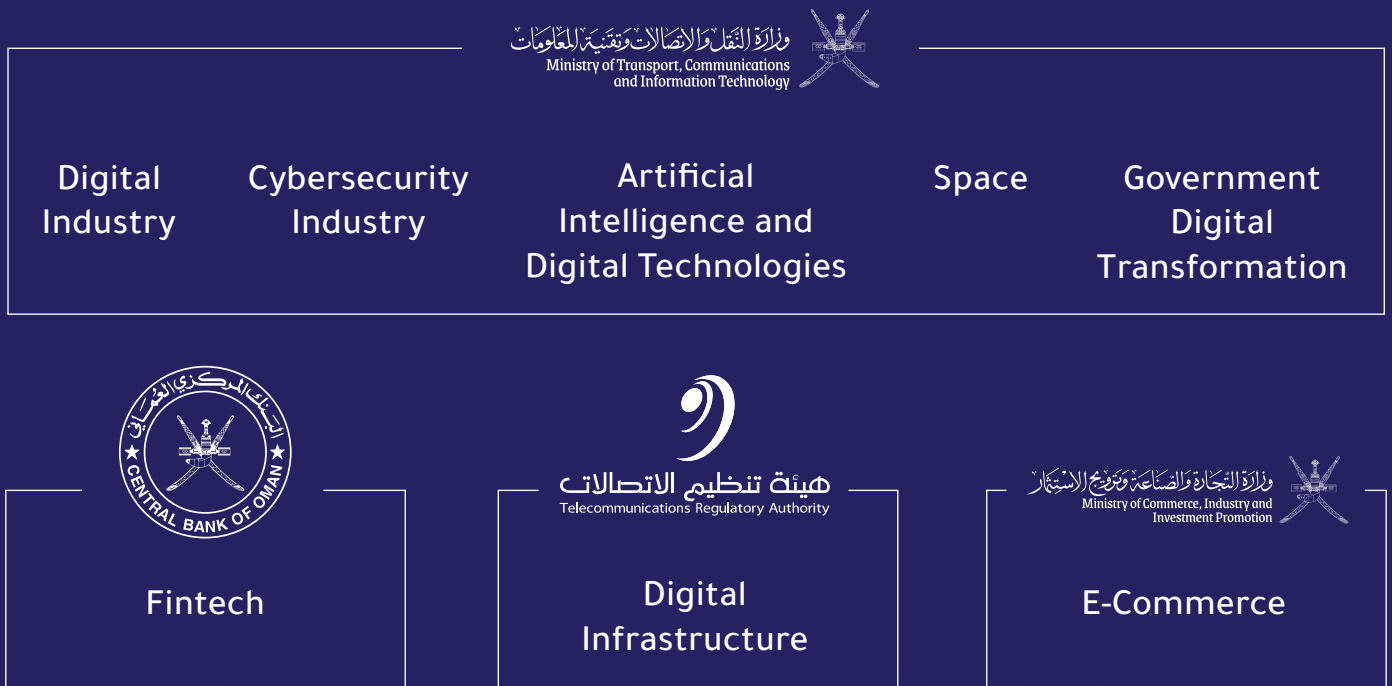 وزارة النقل والاتصالات وتقنية المعلومات
Ministry of Transport, Communications
and Information Technology
Digital
Industry
Cybersecurity
Industry
Artificial
Intelligence and
Digital Technologies
Space
Government
Digital
Transformation
البنك المركزي العماني
CENTRAL BANK OF OMAN
Fintech
هيئة تنظيم الاتصالات
Telecommunications Regulatory Authority
Digital
Infrastructure
وزارة التجارة والصناعة وترويج الاستثمار
Ministry of Commerce, Industry and
Investment Promotion
E-Commerce